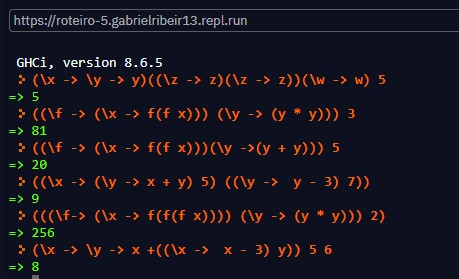 https://roteiro-5.gabrielribeir13.repl.run
GHCi, version 8.6.5
(\x -> \y -> y)((\z -> z)(\z -> z))(\w -> w) 5
=> 5
((\f -> (\x -> f(f x))) (\y -> (y * y))) 3
=> 81
((\f -> (\x -> f(f x)))(\y ->(y + y))) 5
=> 20
((\x -> (\y -> x + y) 5) ((\y -> y - 3) 7))
=> 9
(((\f-> (\x -> f(f(f x)))) (\y -> (y * y))) 2)
=> 256
(\x -> \y -> x +((\x -> x - 3) y)) 5 6
=> 8